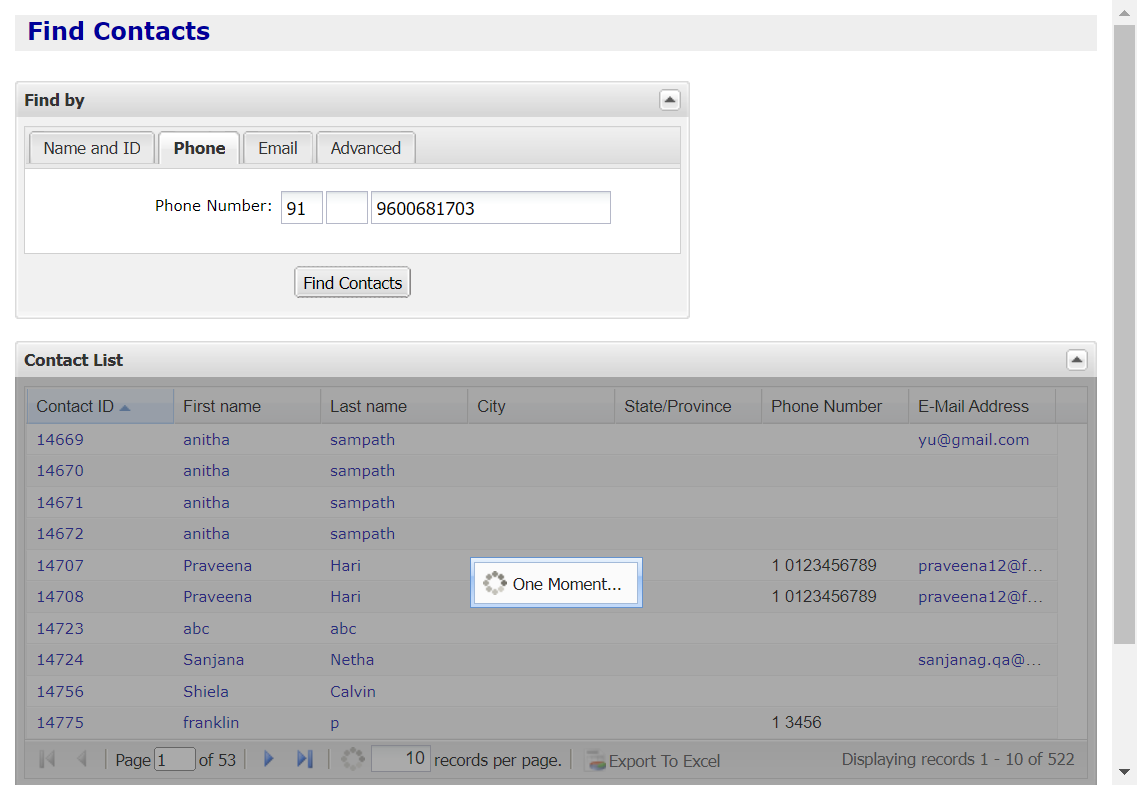 Find Contacts
Find by
Name and ID Phone Email Advanced
Phone Number: 91 9600681703
Find Contacts
Contact List
Contact ID First name Last name City State/Province Phone Number E-Mail Address
14669 anitha sampath yu@gmail.com
14670 anitha sampath
14671 anitha sampath
14672 anitha sampath
14707 Praveena Hari 1 0123456789 praveena12@f...
14708 Praveena Hari 1 0123456789 praveena12@f...
One Moment...
14723 abc abc
14724 Sanjana Netha sanjanag.qa@...
14756 Shiela Calvin
14775 franklin p 1 3456
Page 1 of 53 10 records per page. Export To Excel Displaying records 1 - 10 of 522